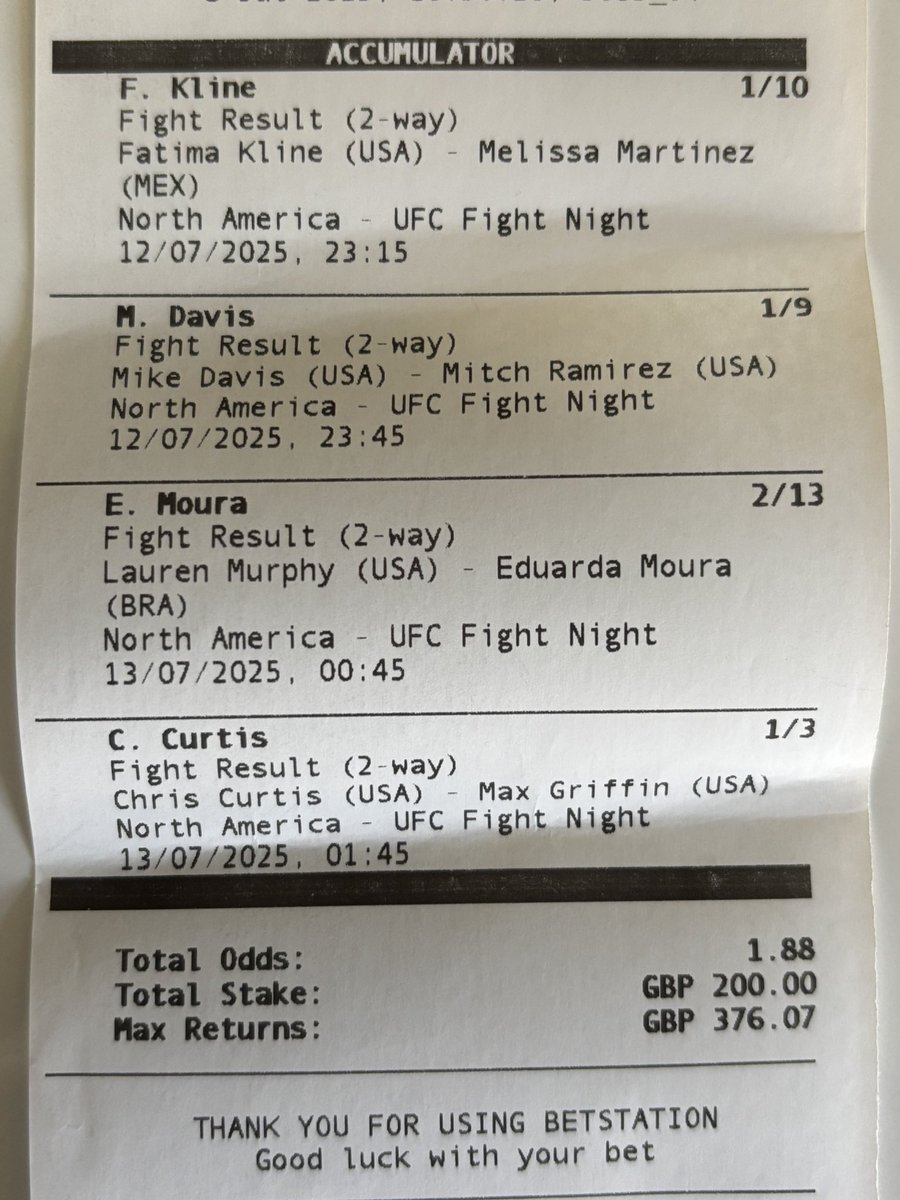 ACCUMULATOR
F. Kline 1/10
Fight Result (2-way)
Fatima Kline (USA) - Melissa Martinez
(MEX)
North America - UFC Fight Night
12/07/2025, 23:15
M. Davis 1/9
Fight Result (2-way)
Mike Davis (USA) - Mitch Ramirez (USA)
North America - UFC Fight Night
12/07/2025, 23:45
E. Moura 2/13
Fight Result (2-way)
Lauren Murphy (USA) - Eduarda Moura
(BRA)
North America - UFC Fight Night
13/07/2025, 00:45
C. Curtis 1/3
Fight Result (2-way)
Chris Curtis (USA) - Max Griffin (USA)
North America - UFC Fight Night
13/07/2025, 01:45
Total Odds: 1.88
Total Stake: GBP 200.00
Max Returns: GBP 376.07
THANK YOU FOR USING BETSTATION
Good luck with your bet